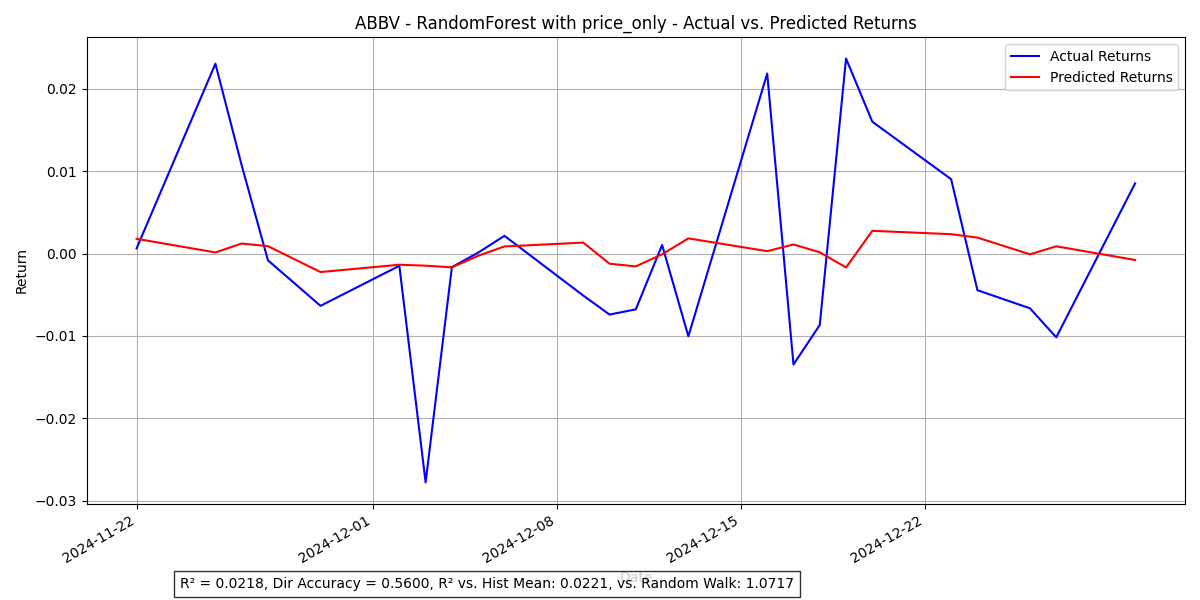 ABBV - RandomForest with price_only - Actual vs. Predicted Returns
Actual Returns
Predicted Returns
Return
0.02
0.01
0.00
−0.01
−0.02
−0.03
2024-11-22
2024-12-01
2024-12-08
2024-12-15
2024-12-22
Date
R² = 0.0218, Dir Accuracy = 0.5600, R² vs. Hist Mean: 0.0221, vs. Random Walk: 1.0717